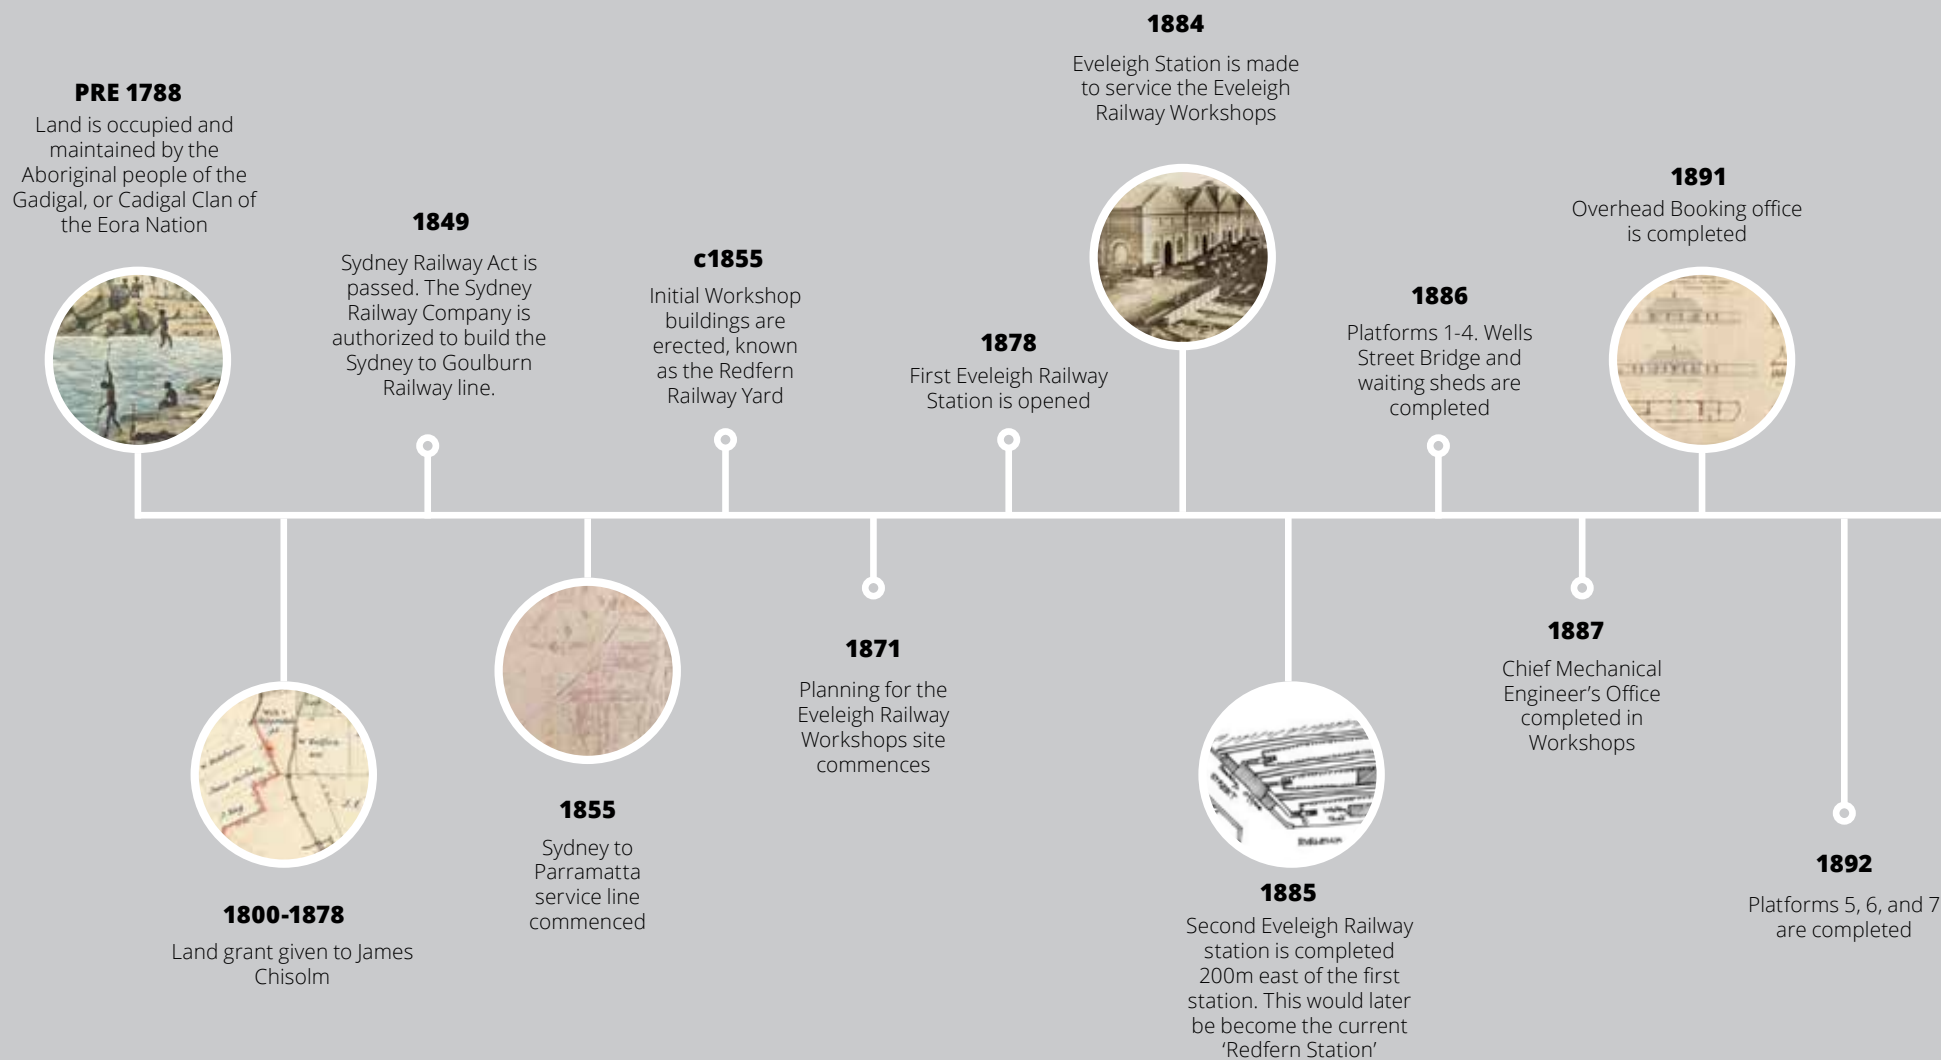 PRE 1788
Land is occupied and
maintained by the
Aboriginal people of the
Gadigal, or Cadigal Clan of
the Eora Nation
1800-1878
Land grant given to James
Chisolm
1849
Sydney Railway Act is
passed. The Sydney
Railway Company is
authorized to build the
Sydney to Goulburn
Railway line.
1855
Sydney to
Parramatta
service line
commenced
c1855
Initial Workshop
buildings are
erected, known
as the Redfern
Railway Yard
1871
Planning for the
Eveleigh Railway
Workshops site
commences
1878
First Eveleigh Railway
Station is opened
1884
Eveleigh Station is made
to service the Eveleigh
Railway Workshops
1885
Second Eveleigh Railway
station is completed
200m east of the first
station. This would later
be become the current
‘Redfern Station’
1886
Platforms 1-4. Wells
Street Bridge and
waiting sheds are
completed
1887
Chief Mechanical
Engineer’s Office
completed in
Workshops
1891
Overhead Booking office
is completed
1892
Platforms 5, 6, and 7
are completed